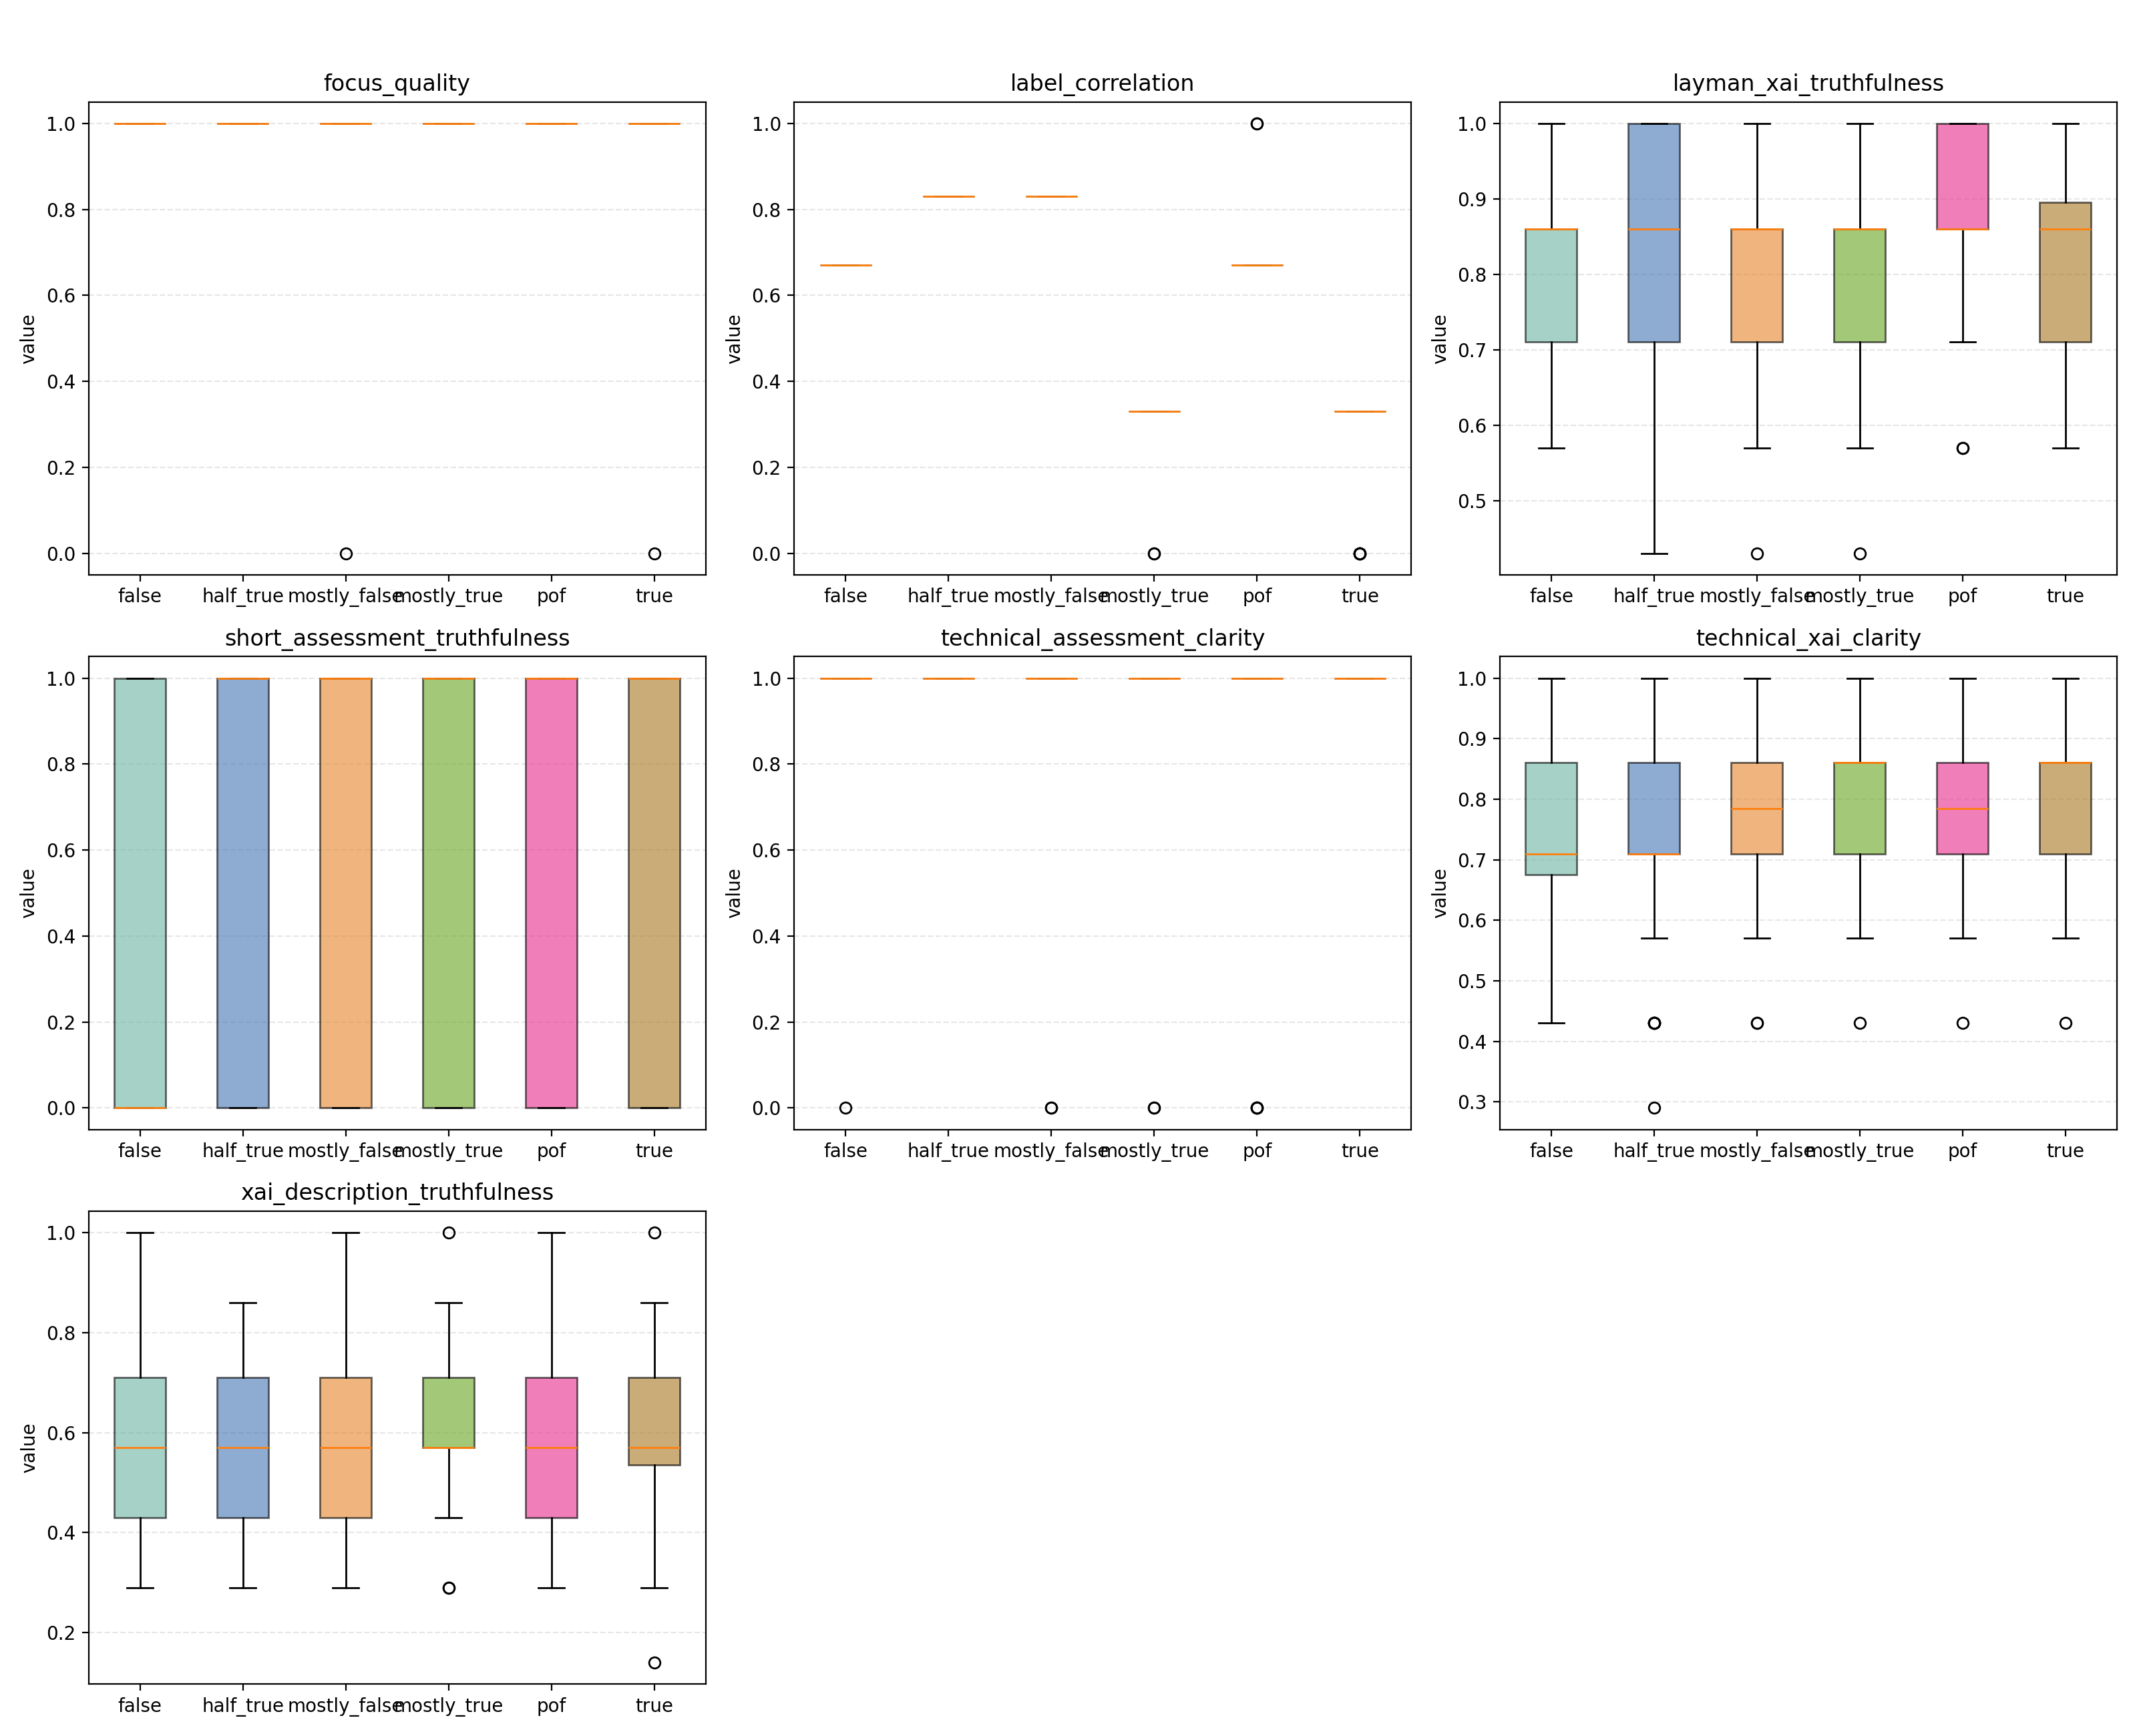 focus_quality
label_correlation
layman_xai_truthfulness
value
1.0
0.8
0.6
0.4
0.2
0.0
false half_true mostly_false mostly_true pof true
value
1.0
0.8
0.6
0.4
0.2
0.0
false half_true mostly_false mostly_true pof true
value
1.0
0.9
0.8
0.7
0.6
0.5
false half_true mostly_false mostly_true pof true
short_assessment_truthfulness
technical_assessment_clarity
technical_xai_clarity
value
1.0
0.8
0.6
0.4
0.2
0.0
false half_true mostly_false mostly_true pof true
value
1.0
0.8
0.6
0.4
0.2
0.0
false half_true mostly_false mostly_true pof true
value
1.0
0.9
0.8
0.7
0.6
0.5
0.4
0.3
false half_true mostly_false mostly_true pof true
xai_description_truthfulness
value
1.0
0.8
0.6
0.4
0.2
false half_true mostly_false mostly_true pof true